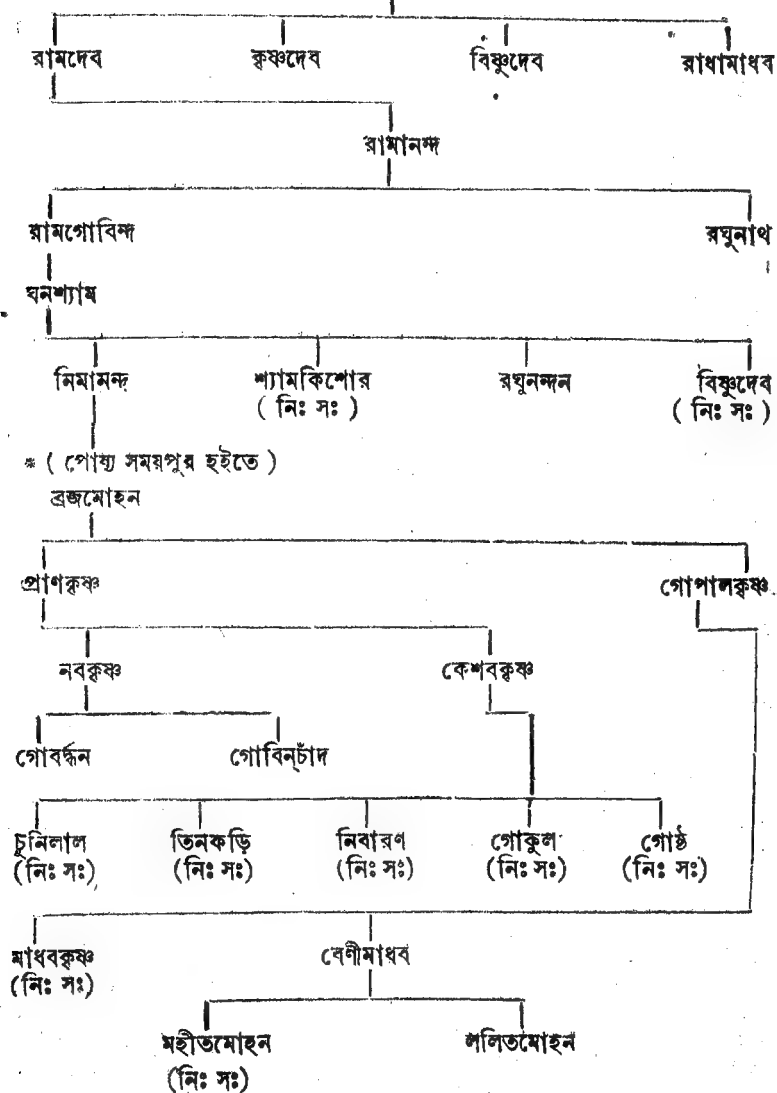 রামদেব কৃষ্ণদেব বিষ্ণুদেব রাধামাধব
রামানন্দ
রামগোবিন্দ রঘুনাথ
ঘনশ্যাম
নিমানন্দ শ্যামকিশোর রঘুনন্দন বিষ্ণুদেব
( নিঃ সঃ ) ( নিঃ সঃ )
* ( পোষ্য সময়পুর হইতে )
ব্রজমোহন
প্রাণকৃষ্ণ গোপালকৃষ্ণ
নবকৃষ্ণ কেশবকৃষ্ণ
গোবর্দ্ধন গোবিন্‌চাঁদ
চুনিলাল তিনকড়ি নিবারণ গোকুল গোষ্ঠ
(নিঃ সঃ) (নিঃ সঃ) (নিঃ সঃ) (নিঃ সঃ) (নিঃ সঃ)
মাধবকৃষ্ণ বেণীমাধব
(নিঃ সঃ)
মহীতমোহন ললিতমোহন
(নিঃ সঃ)